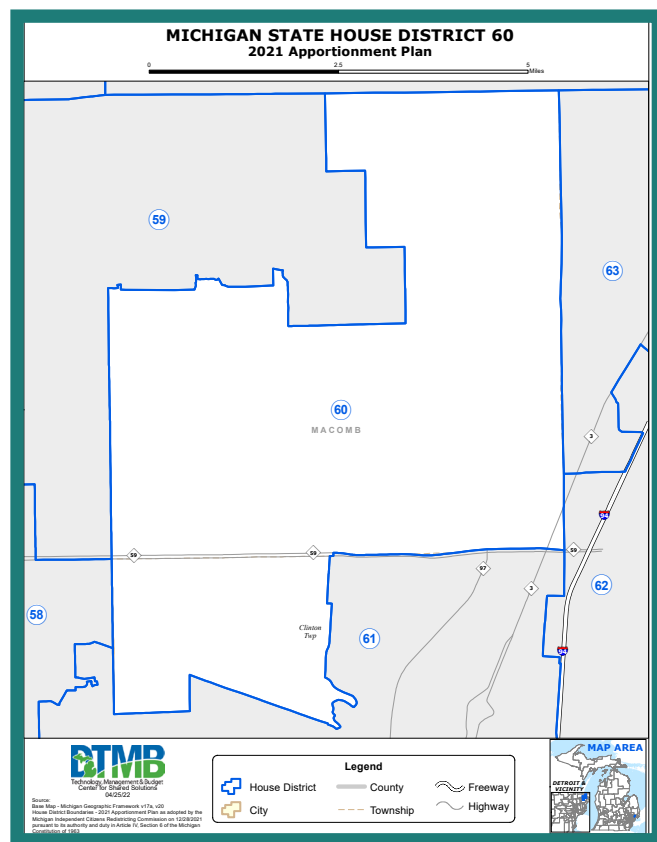 MICHIGAN STATE HOUSE DISTRICT 60
2021 Apportionment Plan
0 2.5 5
Miles
59
63
60
MACOMB
3
94
59 59 59
97
3
62
58
Clinton
Twp
61
94
DTMB
Technology, Management & Budget
Center for Shared Solutions
04/25/22
Source:
Base Map - Michigan Geographic Framework v17a, v20
House District Boundaries - 2021 Apportionment Plan as adopted by the
Michigan Independent Citizens Redistricting Commission on 12/28/2021
pursuant to its authority and duty in Article IV, Section 6 of the Michigan
Constitution of 1963
Legend
House District
County
Freeway
City
Township
Highway
MAP AREA
DETROIT &
VICINITY